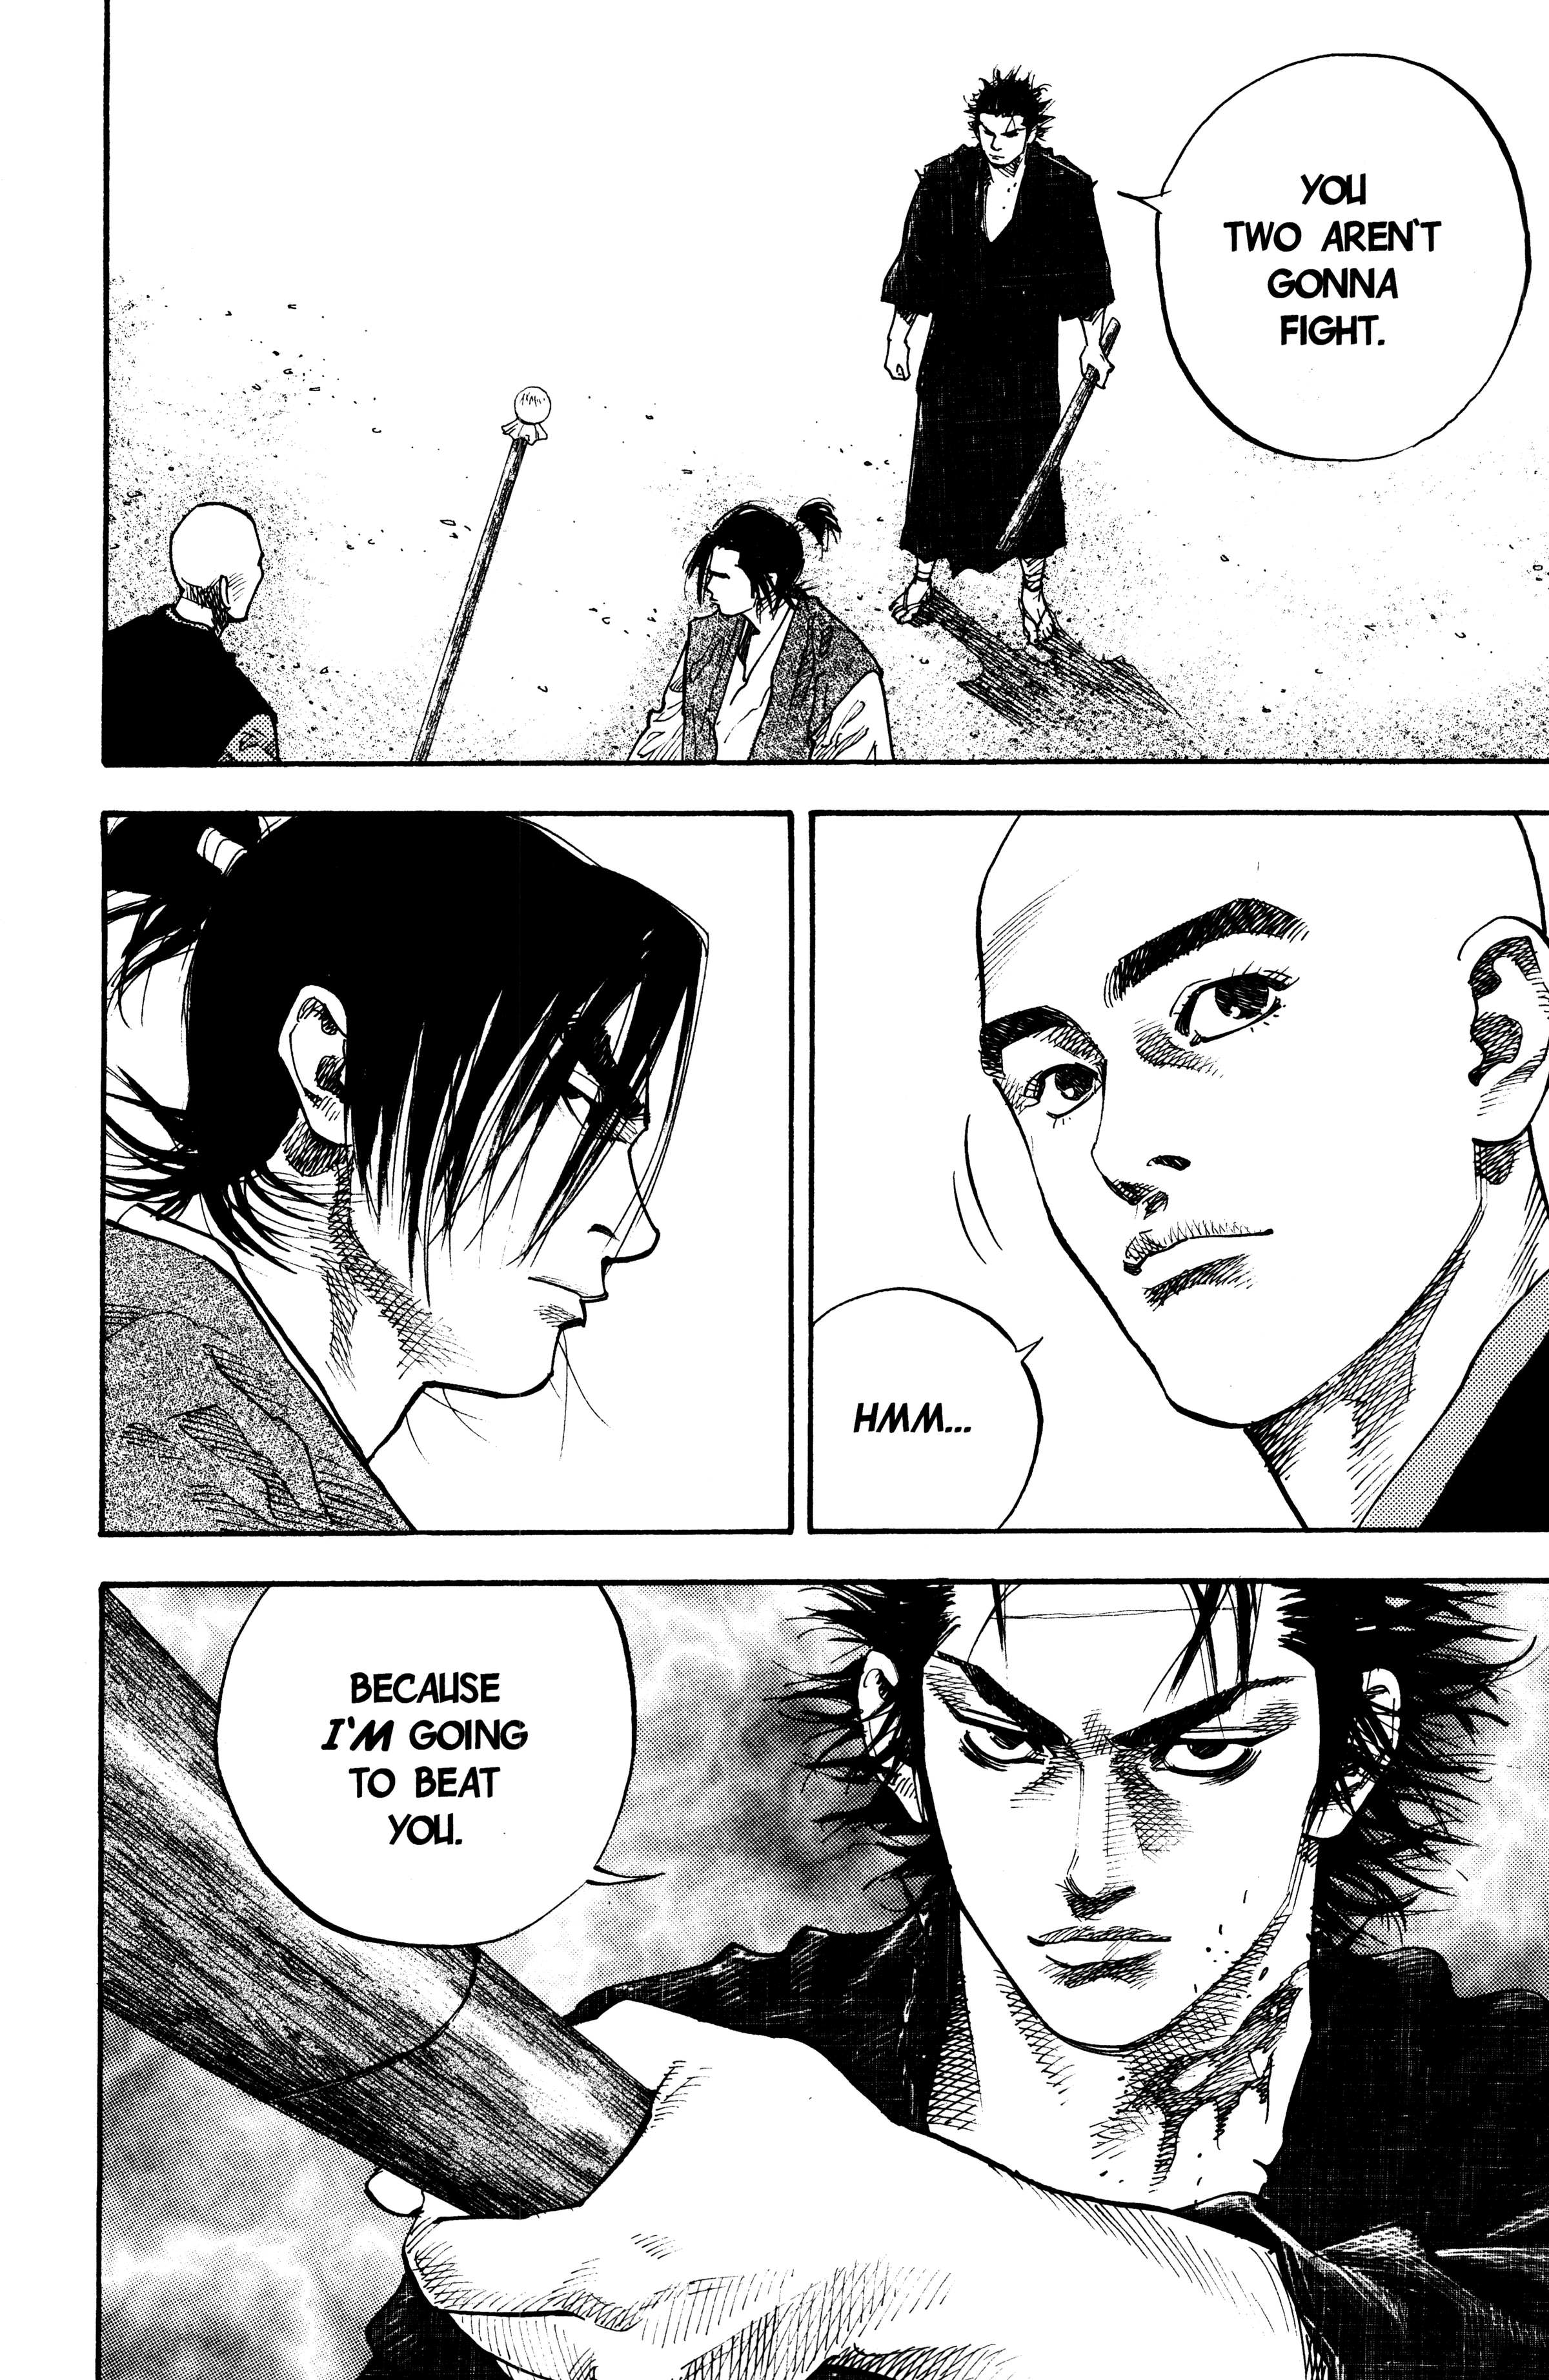 YOU
TWO AREN'T
GONNA
FIGHT.
HMM...
BECAUSE
I'M GOING
TO BEAT
YOU.